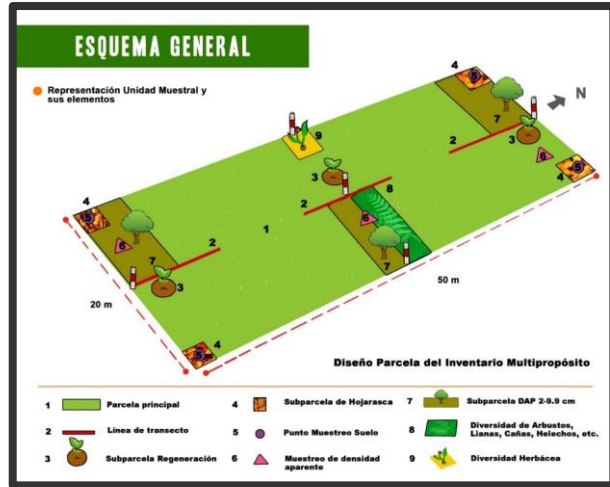 ESQUEMA GENERAL
Representación Unidad Muestral y
sus elementos
4
5
7
N
2
3
9
6
3
4
5
8
2
4
5
6
6
1
2
7
7
3
20 m
50 m
4
5
Diseño Parcela del Inventario Multipropósito
1 Parcela principal
4 Subparcela de Hojarasca
7 Subparcela DAP 2-9.9 cm
2 Línea de transecto
5 Punto Muestreo Suelo
8 Diversidad de Arbustos,
Lianas, Cañas, Helechos, etc.
3 Subparcela Regeneración
6 Muestreo de densidad
aparente
9 Diversidad Herbácea